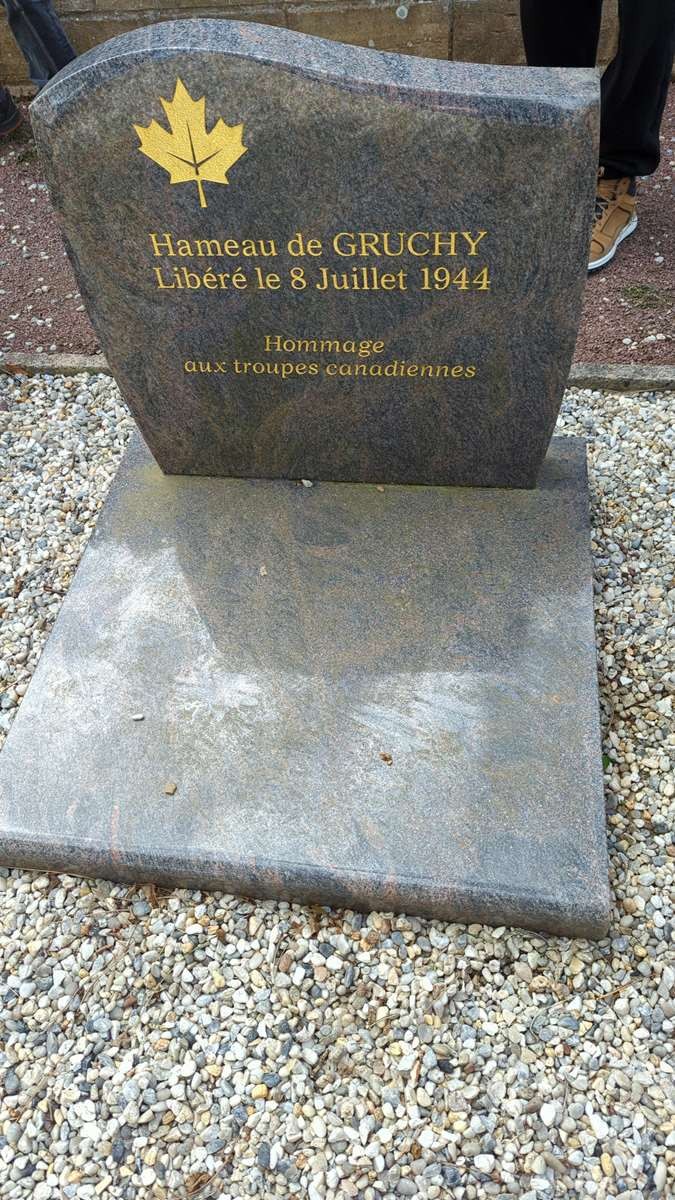 Hameau de GRUCHY
Libéré le 8 Juillet 1944
Hommage
aux troupes canadiennes